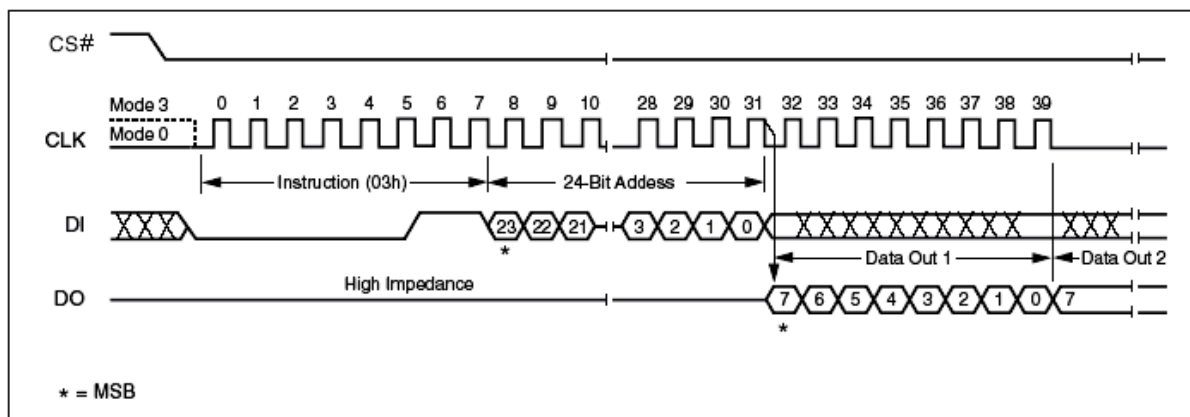 CS#
Mode 3 0 1 2 3 4 5 6 7 8 9 10 28 29 30 31 32 33 34 35 36 37 38 39
CLK Mode 0
Instruction (03h) 24-Bit Addess
DI 23 22 21 3 2 1 0
* Data Out 1 Data Out 2
High Impedance
DO 7 6 5 4 3 2 1 0 7
*
* = MSB